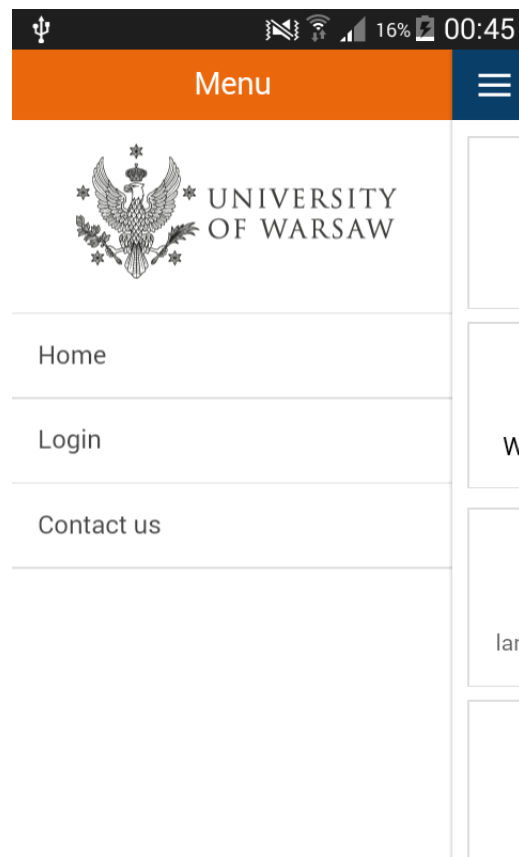 16% 00:45
Menu
UNIVERSITY
OF WARSAW
Home
Login
Contact us